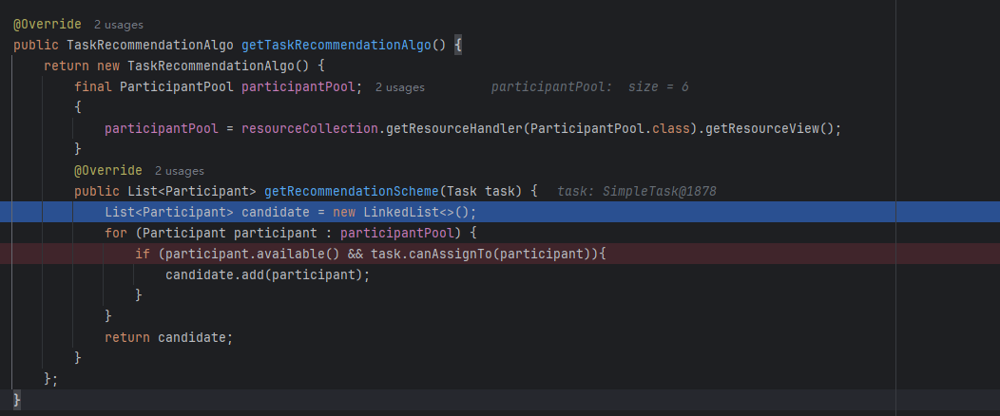 @Override 2 usages
public TaskRecommendationAlgo getTaskRecommendationAlgo() {
return new TaskRecommendationAlgo() {
final ParticipantPool participantPool; 2 usages participantPool: size = 6
{
participantPool = resourceCollection.getResourceHandler(ParticipantPool.class).getResourceView();
}
@Override 2 usages
public List<Participant> getRecommendationScheme(Task task) { task: SimpleTask@1878
List<Participant> candidate = new LinkedList<>();
for (Participant participant : participantPool) {
if (participant.available() && task.canAssignTo(participant)){
candidate.add(participant);
}
}
return candidate;
}
};
}